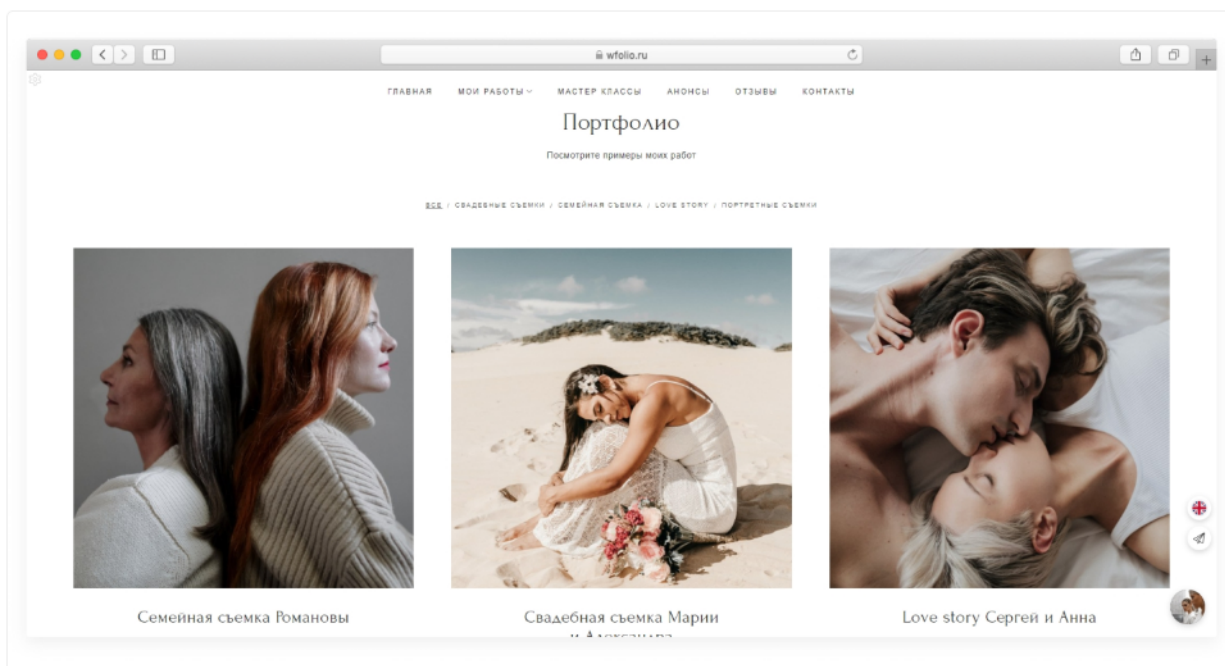 wfolio.ru
ГЛАВНАЯ МОИ РАБОТЫ МАСТЕР КЛАССЫ АНОНСЫ ОТЗЫВЫ КОНТАКТЫ
Портфолио
Посмотрите примеры моих работ
ВСЕ / СВАДЕБНЫЕ СЪЕМКИ / СЕМЕЙНАЯ СЪЕМКА / LOVE STORY / ПОРТРЕТНЫЕ СЪЕМКИ
Семейная съемка Романовы
Свадебная съемка Марии
и Александра
Love story Сергей и Анна